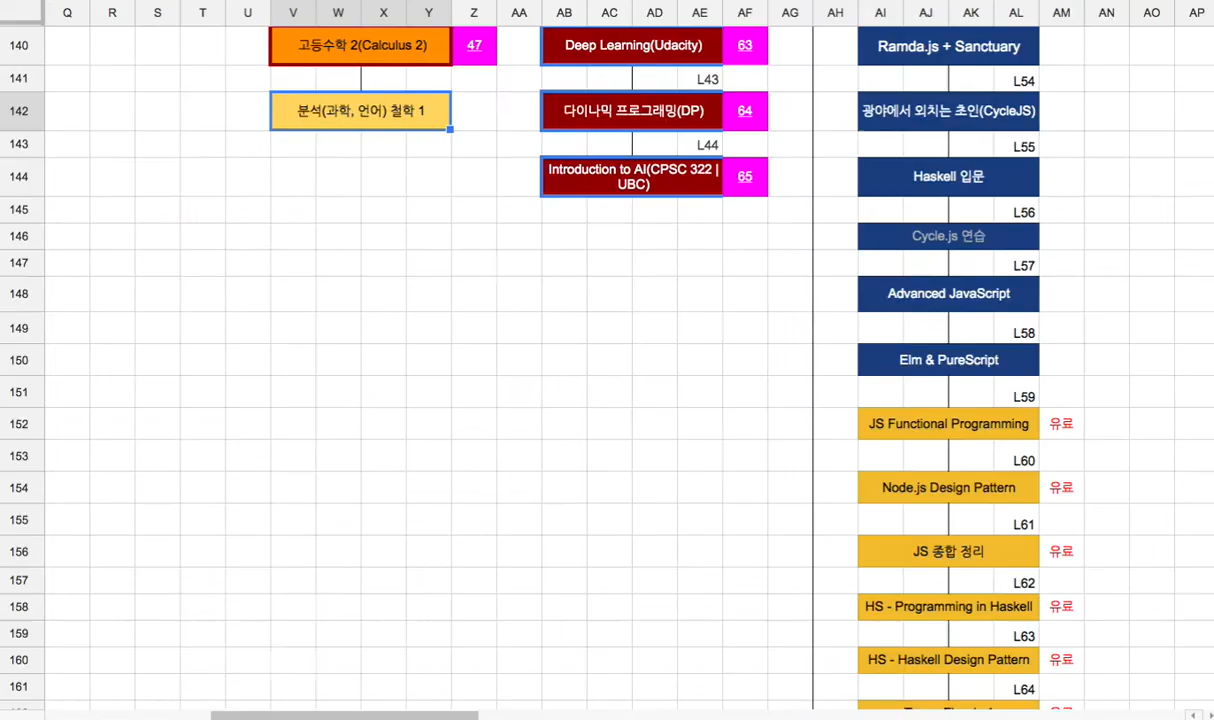 Q R S T U V W X Y Z AA AB AC AD AE AF AG AH AI AJ AK AL AM AN AO AP
140 고등수학 2(Calculus 2) 47 Deep Learning(Udacity) 63 Ramda.js + Sanctuary
141 L43 L54
142 분석(과학, 언어) 철학 1 다이나믹 프로그래밍(DP) 64 광야에서 외치는 초인(CycleJS)
143 L44 L55
144 Introduction to AI(CPSC 322 |
UBC) 65 Haskell 입문
145 L56
146 Cycle.js 연습
147 L57
148 Advanced JavaScript
149 L58
150 Elm & PureScript
151 L59
152 JS Functional Programming 유료
153 L60
154 Node.js Design Pattern 유료
155 L61
156 JS 종합 정리 유료
157 L62
158 HS - Programming in Haskell 유료
159 L63
160 HS - Haskell Design Pattern 유료
161 L64